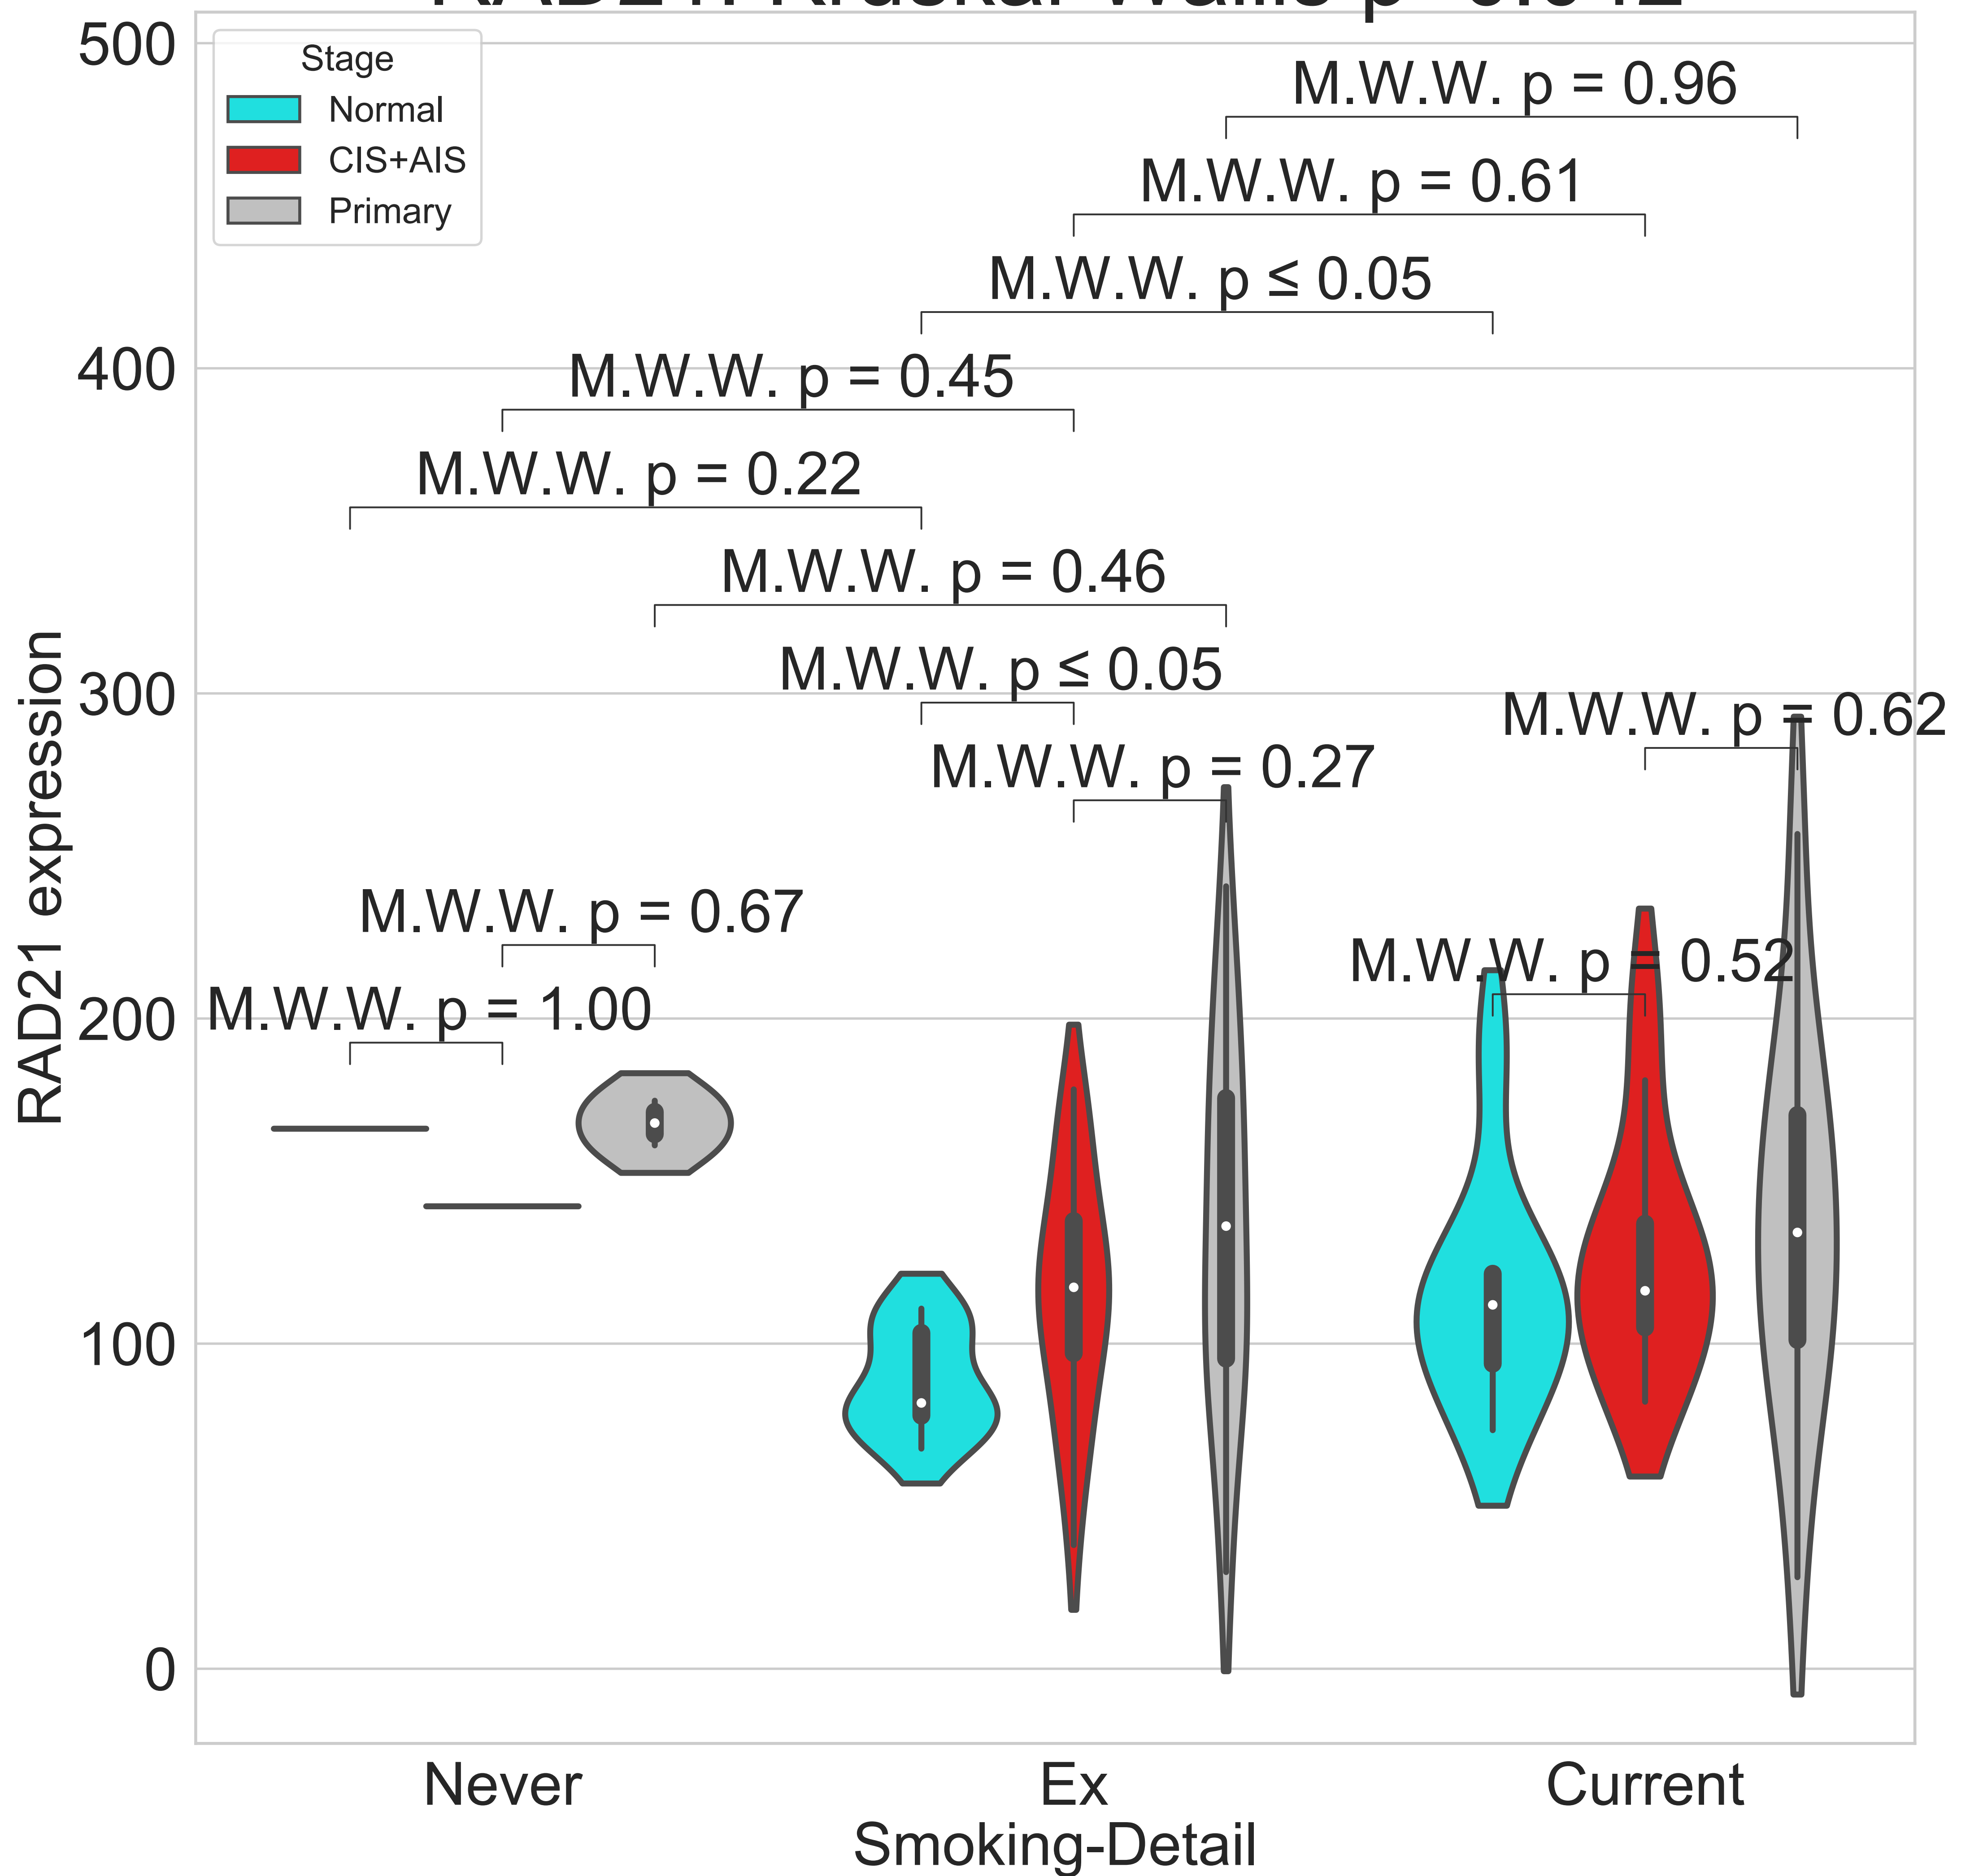 500
Stage
Normal
CIS+AIS
Primary
M.W.W. p = 0.96
M.W.W. p = 0.61
M.W.W. p ≤ 0.05
400
M.W.W. p = 0.45
M.W.W. p = 0.22
M.W.W. p = 0.46
M.W.W. p ≤ 0.05
300
M.W.W. p = 0.62
M.W.W. p = 0.27
M.W.W. p = 0.67
M.W.W. p = 0.52
200
M.W.W. p = 1.00
RAD21 expression
100
0
Never
Ex
Current
Smoking-Detail